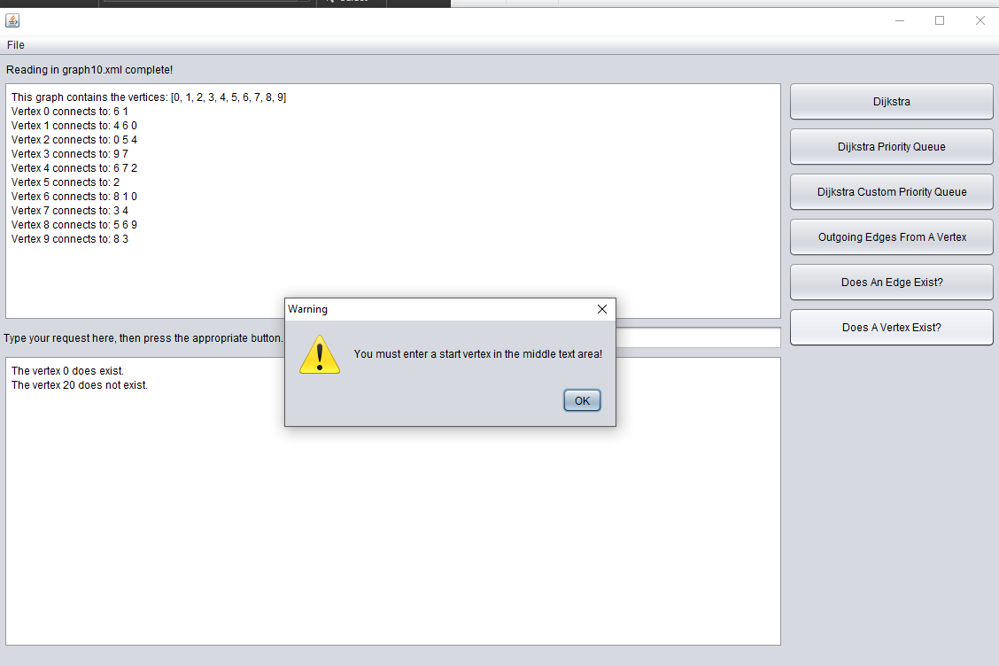 File
Reading in graph10.xml complete!
This graph contains the vertices: [0, 1, 2, 3, 4, 5, 6, 7, 8, 9]
Vertex 0 connects to: 6 1
Vertex 1 connects to: 4 6 0
Vertex 2 connects to: 0 5 4
Vertex 3 connects to: 9 7
Vertex 4 connects to: 6 7 2
Vertex 5 connects to: 2
Vertex 6 connects to: 8 1 0
Vertex 7 connects to: 3 4
Vertex 8 connects to: 5 6 9
Vertex 9 connects to: 8 3
Dijkstra
Dijkstra Priority Queue
Dijkstra Custom Priority Queue
Outgoing Edges From A Vertex
Does An Edge Exist?
Does A Vertex Exist?
Type your request here, then press the appropriate button.
Warning
You must enter a start vertex in the middle text area!
OK
The vertex 0 does exist.
The vertex 20 does not exist.